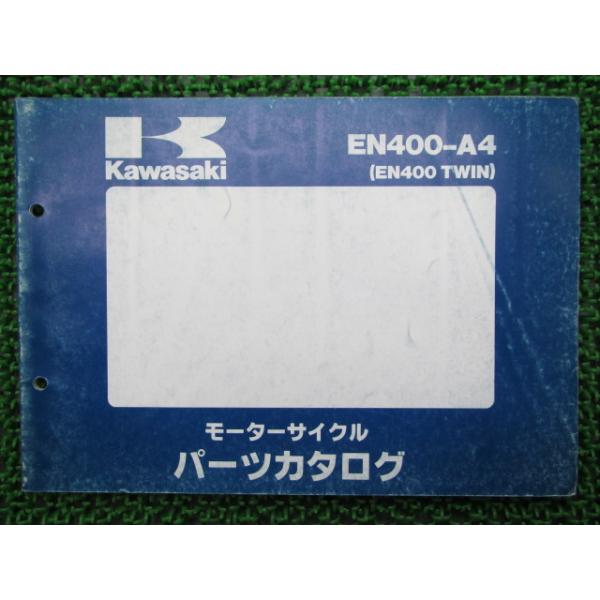 Kawasaki
EN400-A4
(EN400 TWIN)
モーターサイクル
パーツカタログ